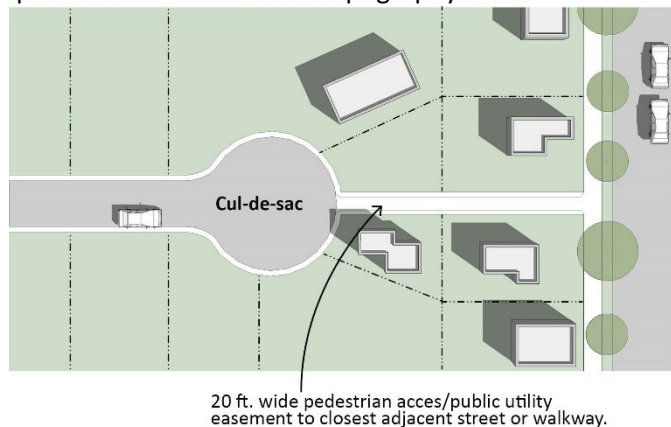 Cul-de-sac
20 ft. wide pedestrian acces/public utility
easement to closest adjacent street or walkway.